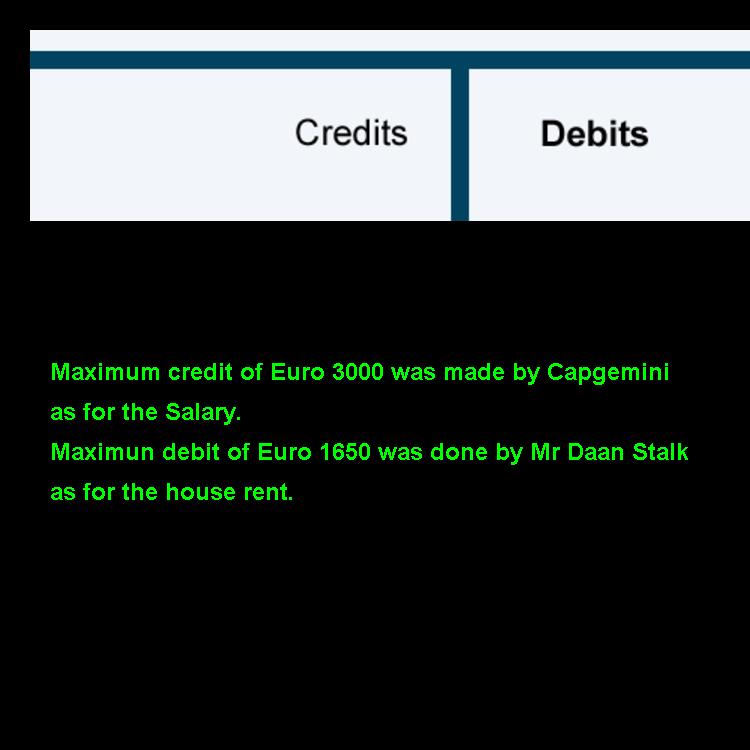 Credits Debits
Maximum credit of Euro 3000 was made by Capgemini
as for the Salary.
Maximun debit of Euro 1650 was done by Mr Daan Stalk
as for the house rent.